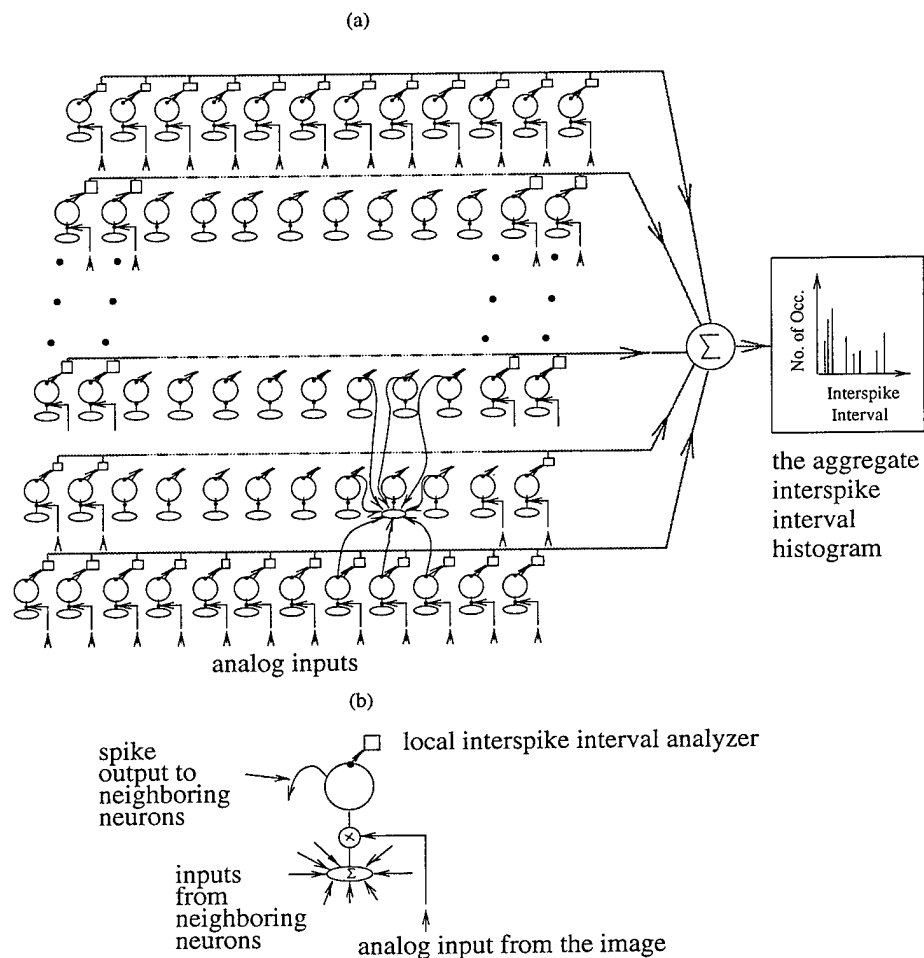 (a)
Σ
No. of Occ.
Interspike
Interval
the aggregate
interspike
interval
histogram
analog inputs
(b)
local interspike interval analyzer
spike
output to
neighboring
neurons
×
Σ
inputs
from
neighboring
neurons
analog input from the image